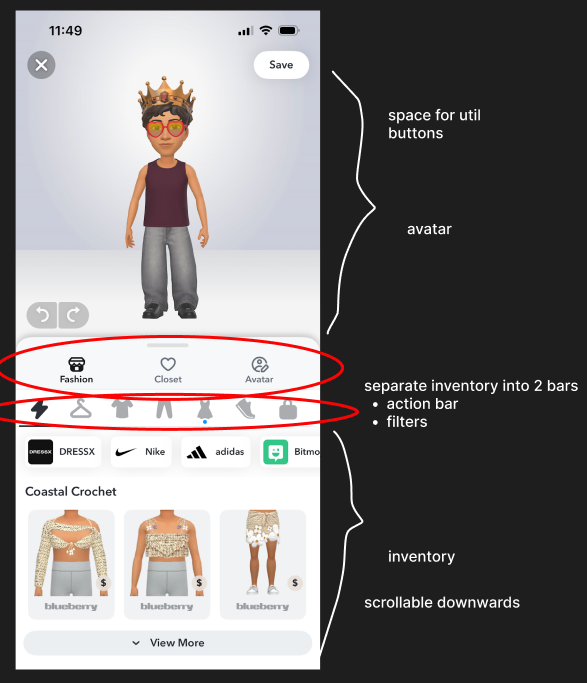 11:49
Save
space for util
buttons
avatar
Fashion
Closet
Avatar
separate inventory into 2 bars
• action bar
• filters
DRESSX
DRESSX
Nike
adidas
Bitmo
Coastal Crochet
$
$
$
blueberry
blueberry
blueberry
inventory
scrollable downwards
View More